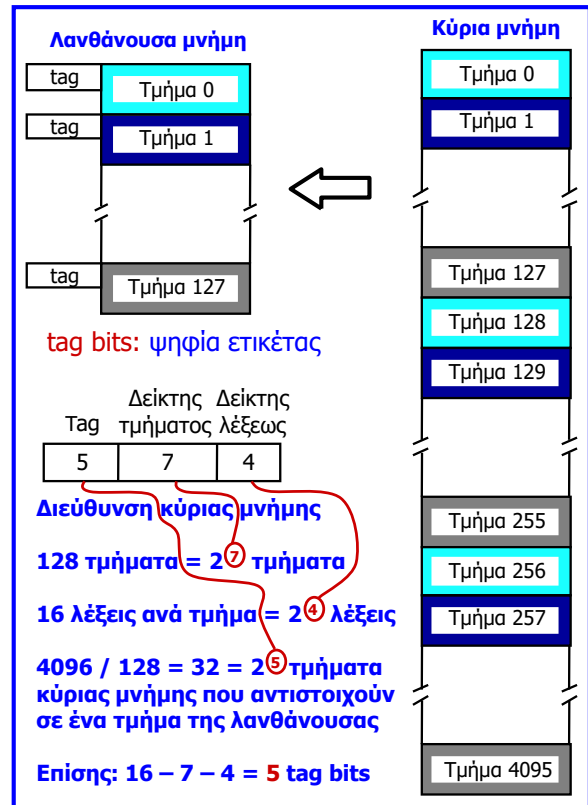 Λανθάνουσα μνήμη
tag
Τμήμα 0
tag
Τμήμα 1
tag
Τμήμα 127
tag bits: ψηφία ετικέτας
Κύρια μνήμη
Τμήμα 0
Τμήμα 1
Τμήμα 127
Τμήμα 128
Τμήμα 129
Τμήμα 255
Τμήμα 256
Τμήμα 257
Τμήμα 4095
Δείκτης Δείκτης
Tag τμήματος λέξεως
5 7 4
Διεύθυνση κύριας μνήμης
128 τμήματα = 2^7 τμήματα
16 λέξεις ανά τμήμα = 2^4 λέξεις
4096 / 128 = 32 = 2^5 τμήματα
κύριας μνήμης που αντιστοιχούν
σε ένα τμήμα της λανθάνουσας
Επίσης: 16 – 7 – 4 = 5 tag bits